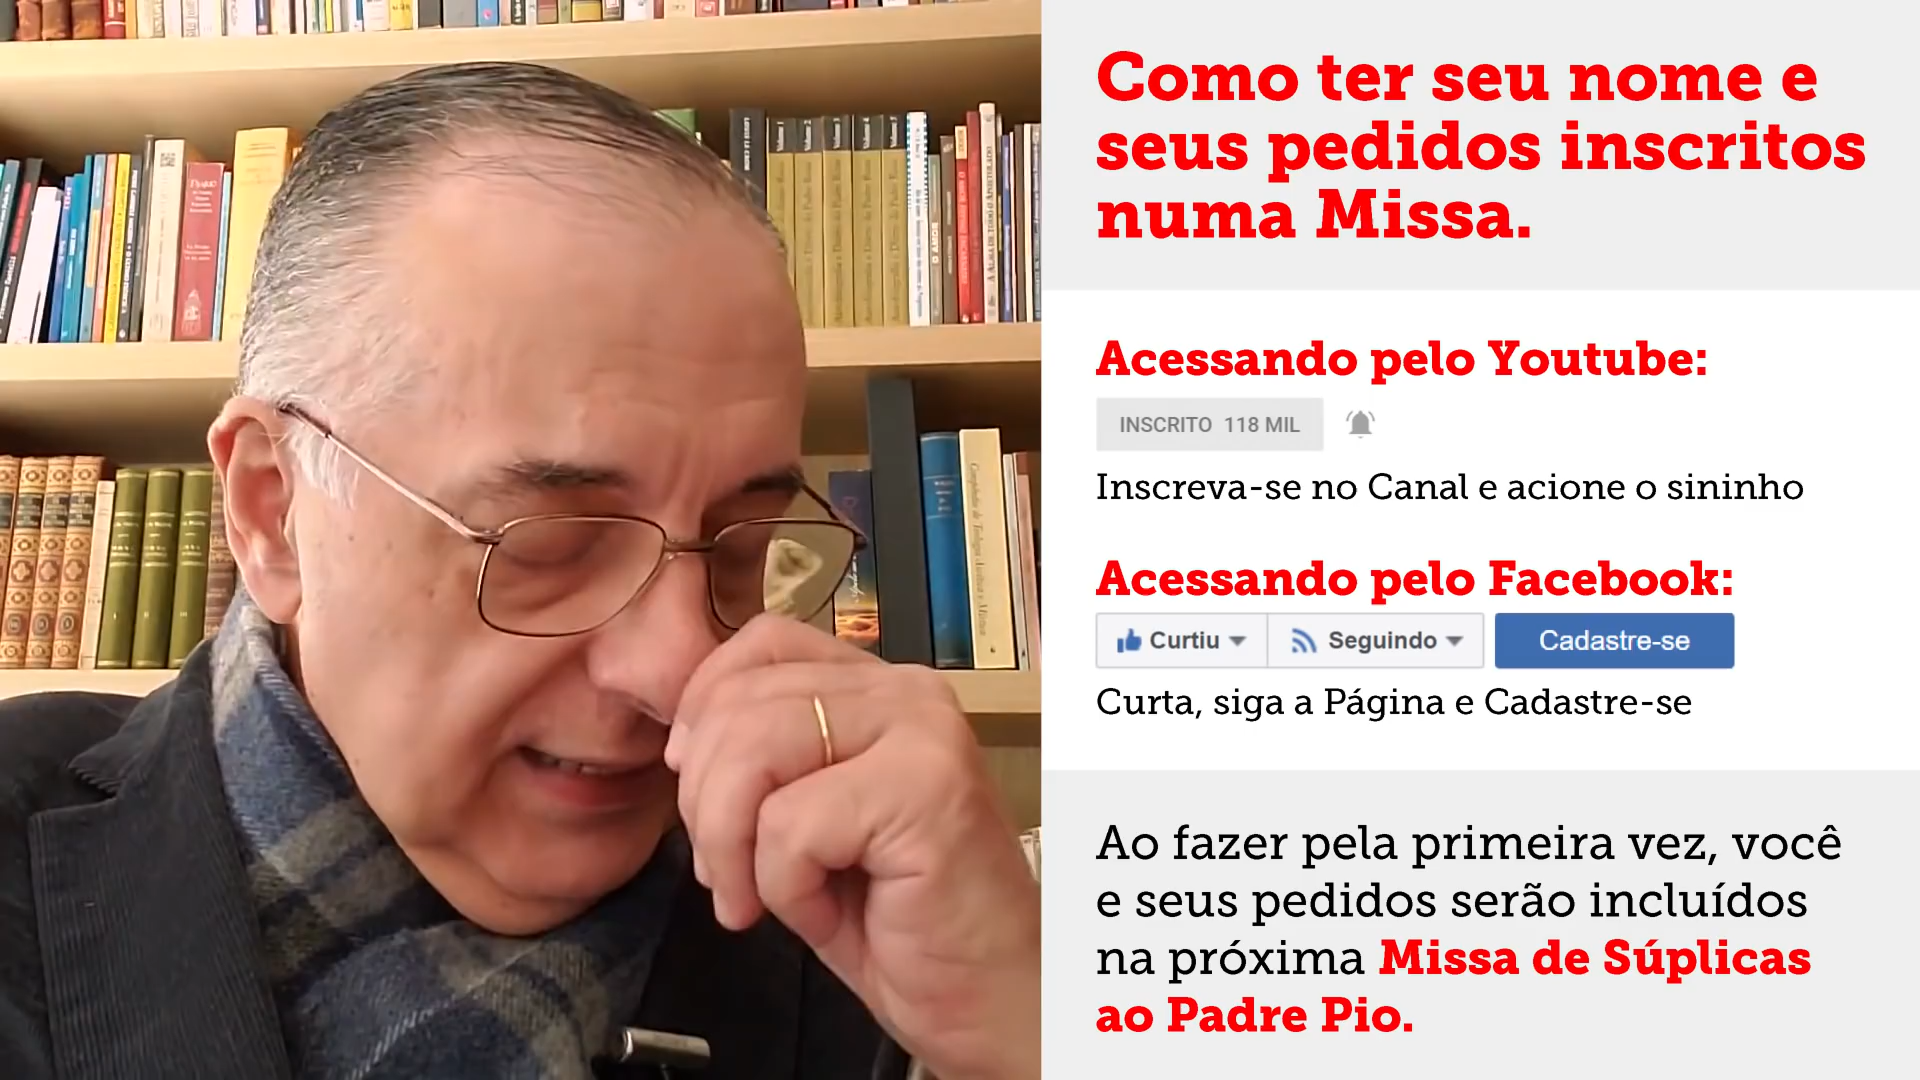 Como ter seu nome e
seus pedidos inscritos
numa Missa.
Acessando pelo Youtube:
INSCRITO 118 MIL
Inscreva-se no Canal e acione o sininho
Acessando pelo Facebook:
Curtiu
Seguindo
Cadastre-se
Curta, siga a Página e Cadastre-se
Ao fazer pela primeira vez, você
e seus pedidos serão incluídos
na próxima Missa de Súplicas
ao Padre Pio.